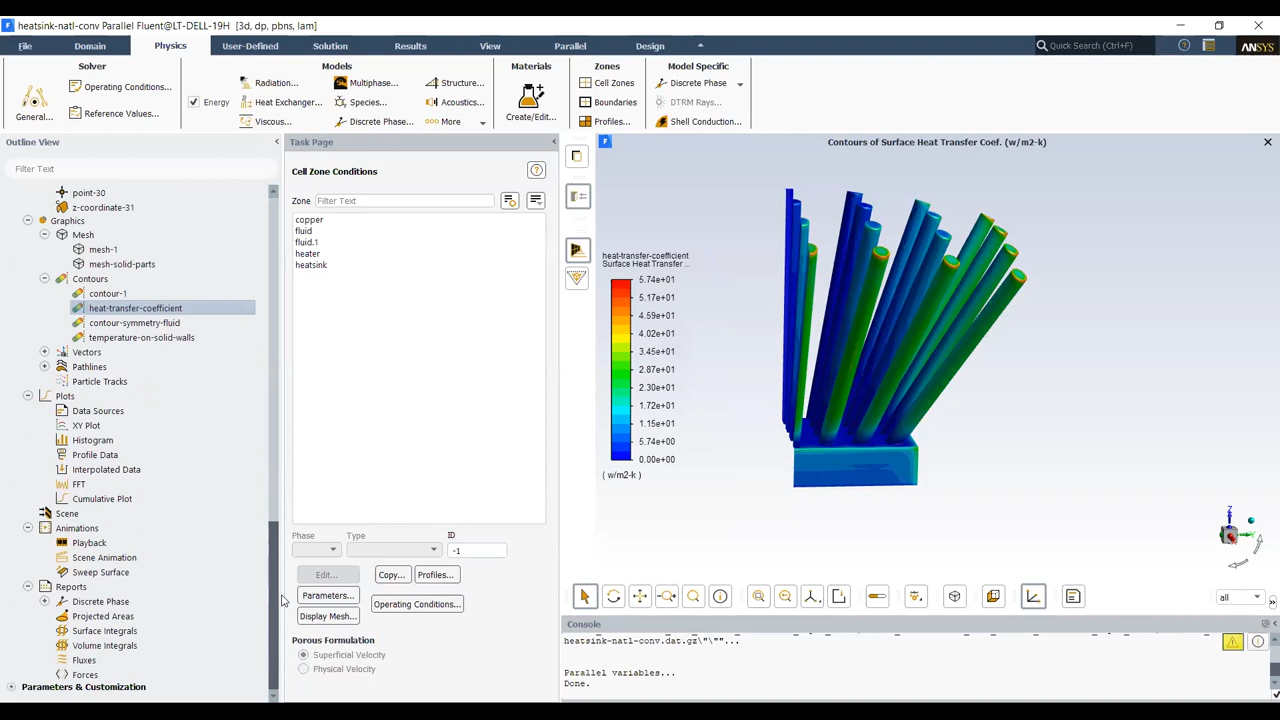 heatsink-natl-conv Parallel Fluent@LT-DELL-19H [3d, dp, pbns, lam]
File Domain Physics User-Defined Solution Results View Parallel Design Quick Search (Ctrl+F) ANSYS
Solver Models Materials Zones Model Specific
General... Operating Conditions... Reference Values...
Energy Radiation... Multiphase... Structure...
Heat Exchanger... Species... Acoustics...
Viscous... Discrete Phase... More
Create/Edit...
Cell Zones
Boundaries
Profiles...
Discrete Phase
DTRM Rays...
Shell Conduction...
Outline View
Filter Text
point-30
z-coordinate-31
Graphics
Mesh
mesh-1
mesh-solid-parts
Contours
contour-1
heat-transfer-coefficient
contour-symmetry-fluid
temperature-on-solid-walls
Vectors
Pathlines
Particle Tracks
Plots
Data Sources
XY Plot
Histogram
Profile Data
Interpolated Data
FFT
Cumulative Plot
Scene
Animations
Playback
Scene Animation
Sweep Surface
Reports
Discrete Phase
Projected Areas
Surface Integrals
Volume Integrals
Fluxes
Forces
Parameters & Customization
Task Page
Cell Zone Conditions
Zone Filter Text
copper
fluid
fluid.1
heater
heatsink
Phase Type ID
-1
Edit... Copy... Profiles...
Parameters... Operating Conditions...
Display Mesh...
Porous Formulation
Superficial Velocity
Physical Velocity
Contours of Surface Heat Transfer Coef. (w/m2-k)
heat-transfer-coefficient
Surface Heat Transfer ...
5.74e+01
5.17e+01
4.59e+01
4.02e+01
3.45e+01
2.87e+01
2.30e+01
1.72e+01
1.15e+01
5.74e+00
0.00e+00
( w/m2-k )
Z
Y
all
Console
heatsink-natl-conv.dat.gz\"\""...
Parallel variables...
Done.